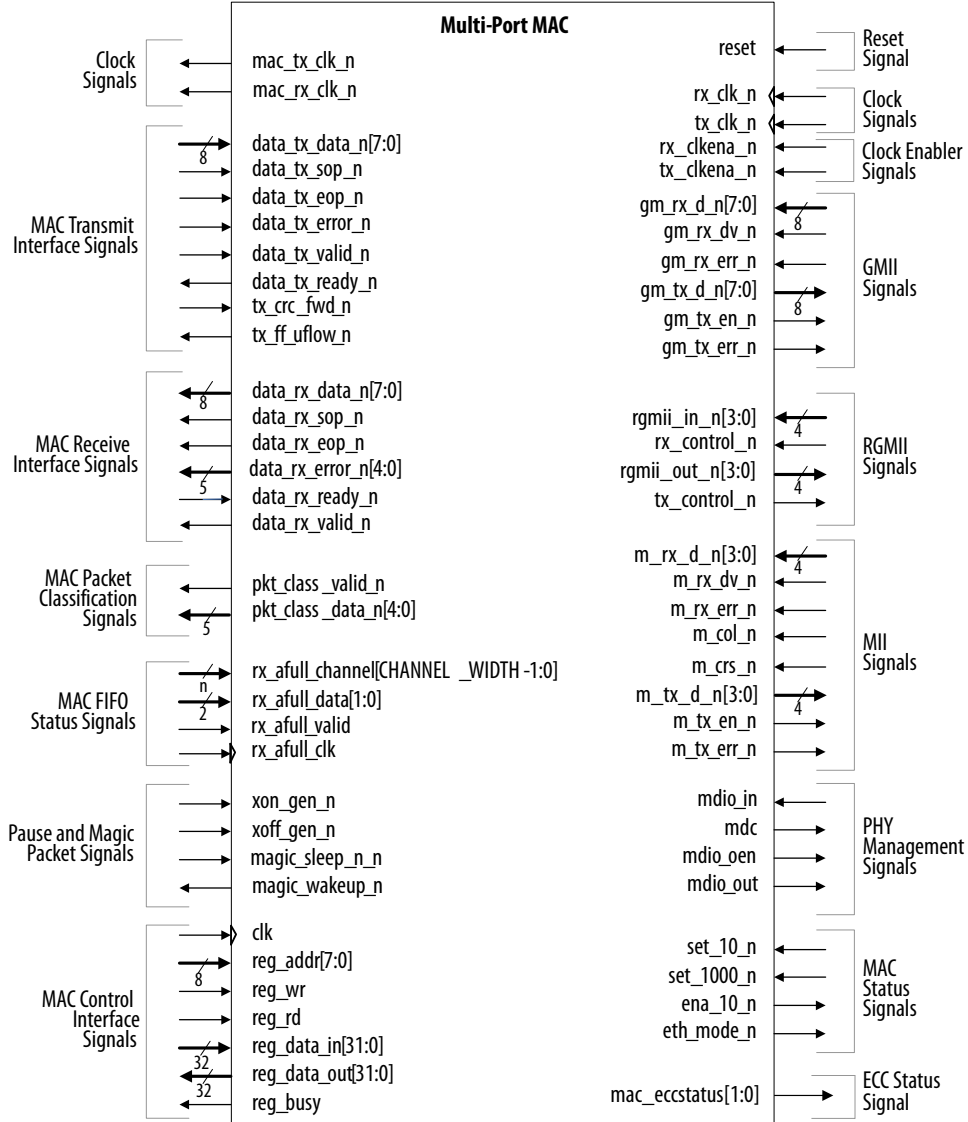 Multi-Port MAC
Clock
Signals
mac_tx_clk_n
mac_rx_clk_n
MAC Transmit
Interface Signals
8
data_tx_data_n[7:0]
data_tx_sop_n
data_tx_eop_n
data_tx_error_n
data_tx_valid_n
data_tx_ready_n
tx_crc_fwd_n
tx_ff_uflow_n
MAC Receive
Interface Signals
8
data_rx_data_n[7:0]
data_rx_sop_n
data_rx_eop_n
5
data_rx_error_n[4:0]
data_rx_ready_n
data_rx_valid_n
MAC Packet
Classification
Signals
pkt_class_valid_n
5
pkt_class _data_n[4:0]
MAC FIFO
Status Signals
n
rx_afull_channel[CHANNEL _WIDTH -1:0]
2
rx_afull_data[1:0]
rx_afull_valid
rx_afull_clk
Pause and Magic
Packet Signals
xon_gen_n
xoff_gen_n
magic_sleep_n_n
magic_wakeup_n
MAC Control
Interface
Signals
clk
8
reg_addr[7:0]
reg_wr
reg_rd
32
reg_data_in[31:0]
32
reg_data_out[31:0]
reg_busy
reset
Reset
Signal
rx_clk_n
tx_clk_n
Clock
Signals
rx_clkena_n
tx_clkena_n
Clock Enabler
Signals
gm_rx_d_n[7:0]
8
gm_rx_dv_n
gm_rx_err_n
gm_tx_d_n[7:0]
8
gm_tx_en_n
gm_tx_err_n
GMII
Signals
rgmii_in_n[3:0]
4
rx_control_n
rgmii_out_n[3:0]
4
tx_control_n
RGMII
Signals
m_rx_d_n[3:0]
4
m_rx_dv_n
m_rx_err_n
m_col_n
m_crs_n
m_tx_d_n[3:0]
4
m_tx_en_n
m_tx_err_n
MII
Signals
mdio_in
mdc
mdio_oen
mdio_out
PHY
Management
Signals
set_10_n
set_1000_n
ena_10_n
eth_mode_n
MAC
Status
Signals
mac_eccstatus[1:0]
ECC Status
Signal